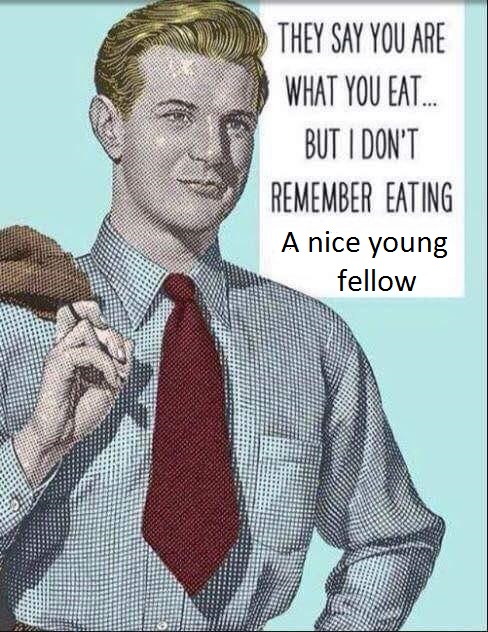 THEY SAY YOU ARE
WHAT YOU EAT...
BUT I DON'T
REMEMBER EATING
A nice young
fellow